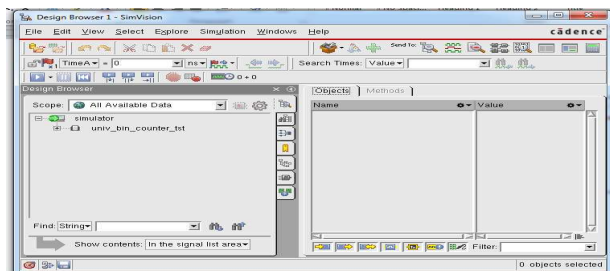 Design Browser 1 - SimVision
File Edit View Select Explore Simulation Windows Help cādence
Send to:
TimeA = 0 ns Search Times: Value
0 + 0
Design Browser
Objects Methods
Scope: All Available Data
Name Value
simulator
univ_bin_counter_tst
Find: String
Show contents: In the signal list area
Filter:
0 objects selected